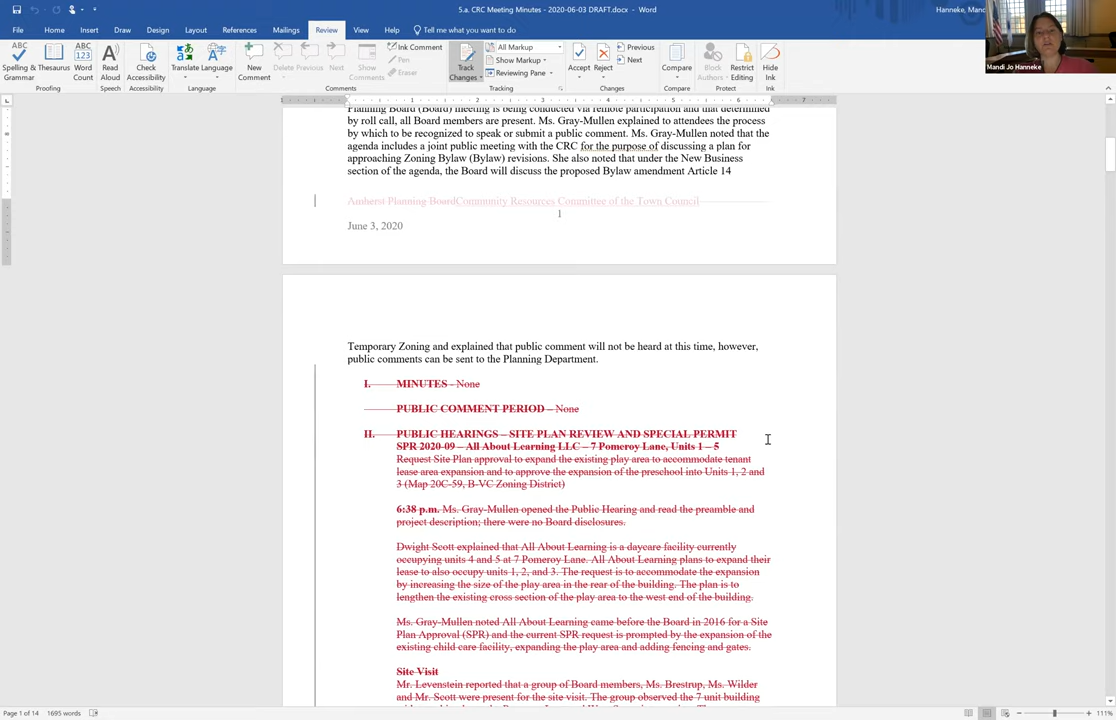 5.a. CRC Meeting Minutes - 2020-06-03 DRAFT.docx - Word
Hanneke, Mand
File Home Insert Draw Design Layout References Mailings Review View Help Tell me what you want to do
Spelling & Grammar
Thesaurus
Word Count
Read Aloud
Check Accessibility
Translate
Language
New Comment
Delete
Previous
Next
Show Comments
Ink Comment
Pen
Eraser
Track Changes
All Markup
Show Markup
Reviewing Pane
Accept
Reject
Previous
Next
Compare
Block Authors
Restrict Editing
Hide Ink
Proofing Speech Accessibility Language Comments Tracking Changes Compare Protect Ink
Mandi Jo Hanneke
1 2 3 4 5 6 7
Planning Board (Board) meeting is being conducted via remote participation and that determined
by roll call, all Board members are present. Ms. Gray-Mullen explained to attendees the process
by which to be recognized to speak or submit a public comment. Ms. Gray-Mullen noted that the
agenda includes a joint public meeting with the CRC for the purpose of discussing a plan for
approaching Zoning Bylaw (Bylaw) revisions. She also noted that under the New Business
section of the agenda, the Board will discuss the proposed Bylaw amendment Article 14
Amherst Planning BoardCommunity Resources Committee of the Town Council
1
June 3, 2020
Temporary Zoning and explained that public comment will not be heard at this time, however,
public comments can be sent to the Planning Department.
I. MINUTES - None
PUBLIC COMMENT PERIOD – None
II. PUBLIC HEARINGS – SITE PLAN REVIEW AND SPECIAL PERMIT
SPR 2020-09 – All About Learning LLC – 7 Pomeroy Lane, Units 1 – 5
Request Site Plan approval to expand the existing play area to accommodate tenant
lease area expansion and to approve the expansion of the preschool into Units 1, 2 and
3 (Map 20C-59, B-VC Zoning District)
6:38 p.m. Ms. Gray-Mullen opened the Public Hearing and read the preamble and
project description; there were no Board disclosures.
Dwight Scott explained that All About Learning is a daycare facility currently
occupying units 4 and 5 at 7 Pomeroy Lane. All About Learning plans to expand their
lease to also occupy units 1, 2, and 3. The request is to accommodate the expansion
by increasing the size of the play area in the rear of the building. The plan is to
lengthen the existing cross section of the play area to the west end of the building.
Ms. Gray-Mullen noted All About Learning came before the Board in 2016 for a Site
Plan Approval (SPR) and the current SPR request is prompted by the expansion of the
existing child care facility, expanding the play area and adding fencing and gates.
Site Visit
Mr. Levenstein reported that a group of Board members, Ms. Brestrup, Ms. Wilder
and Mr. Scott were present for the site visit. The group observed the 7 unit building
Page 1 of 14 1695 words
111%